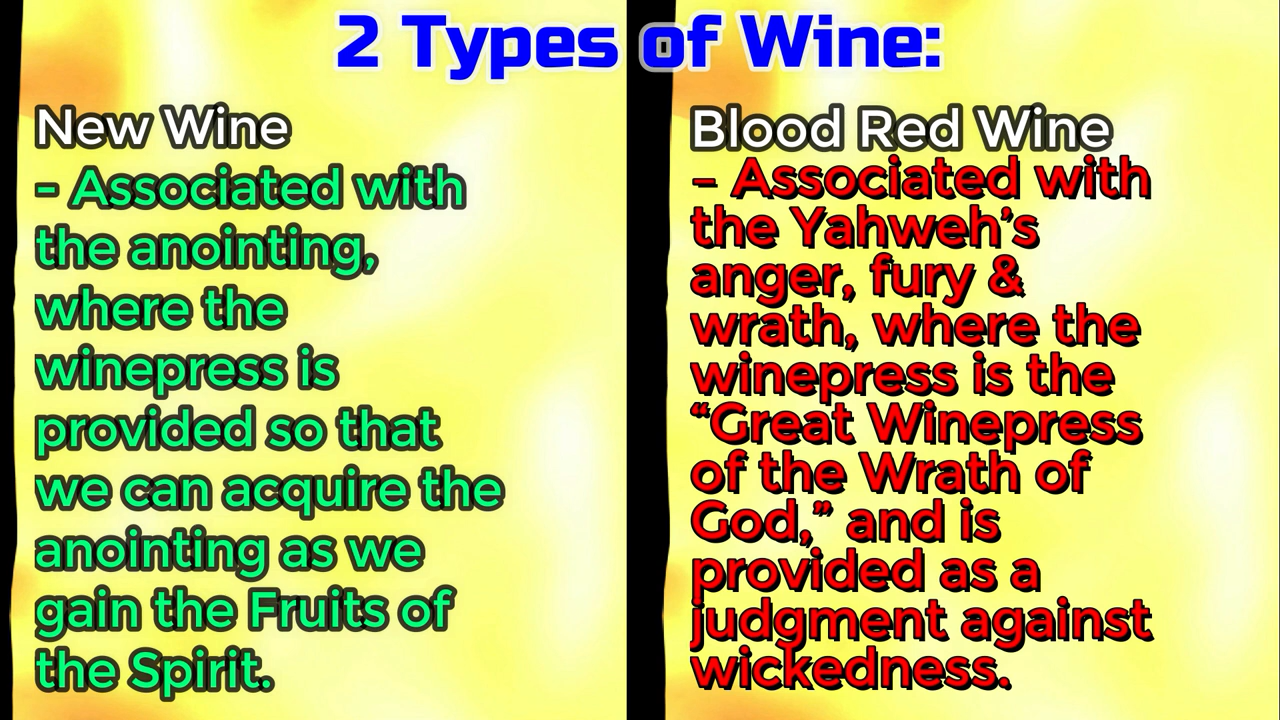 2 Types of Wine:
New Wine
- Associated with
the anointing,
where the
winepress is
provided so that
we can acquire the
anointing as we
gain the Fruits of
the Spirit.
Blood Red Wine
- Associated with
the Yahweh’s
anger, fury &
wrath, where the
winepress is the
“Great Winepress
of the Wrath of
God,” and is
provided as a
judgment against
wickedness.